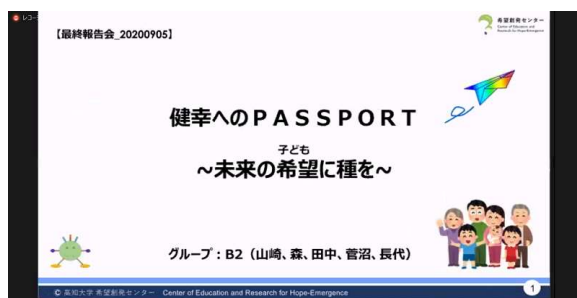 【最終報告会_20200905】
希望創発センター
Center of Education and
Research for Hope-Emergence
健幸へのPASSPORT
子ども
~未来の希望に種を~
グループ:B2(山崎、森、田中、菅沼、長代)
© 高知大学 希望創発センター Center of Education and Research for Hope-Emergence
1